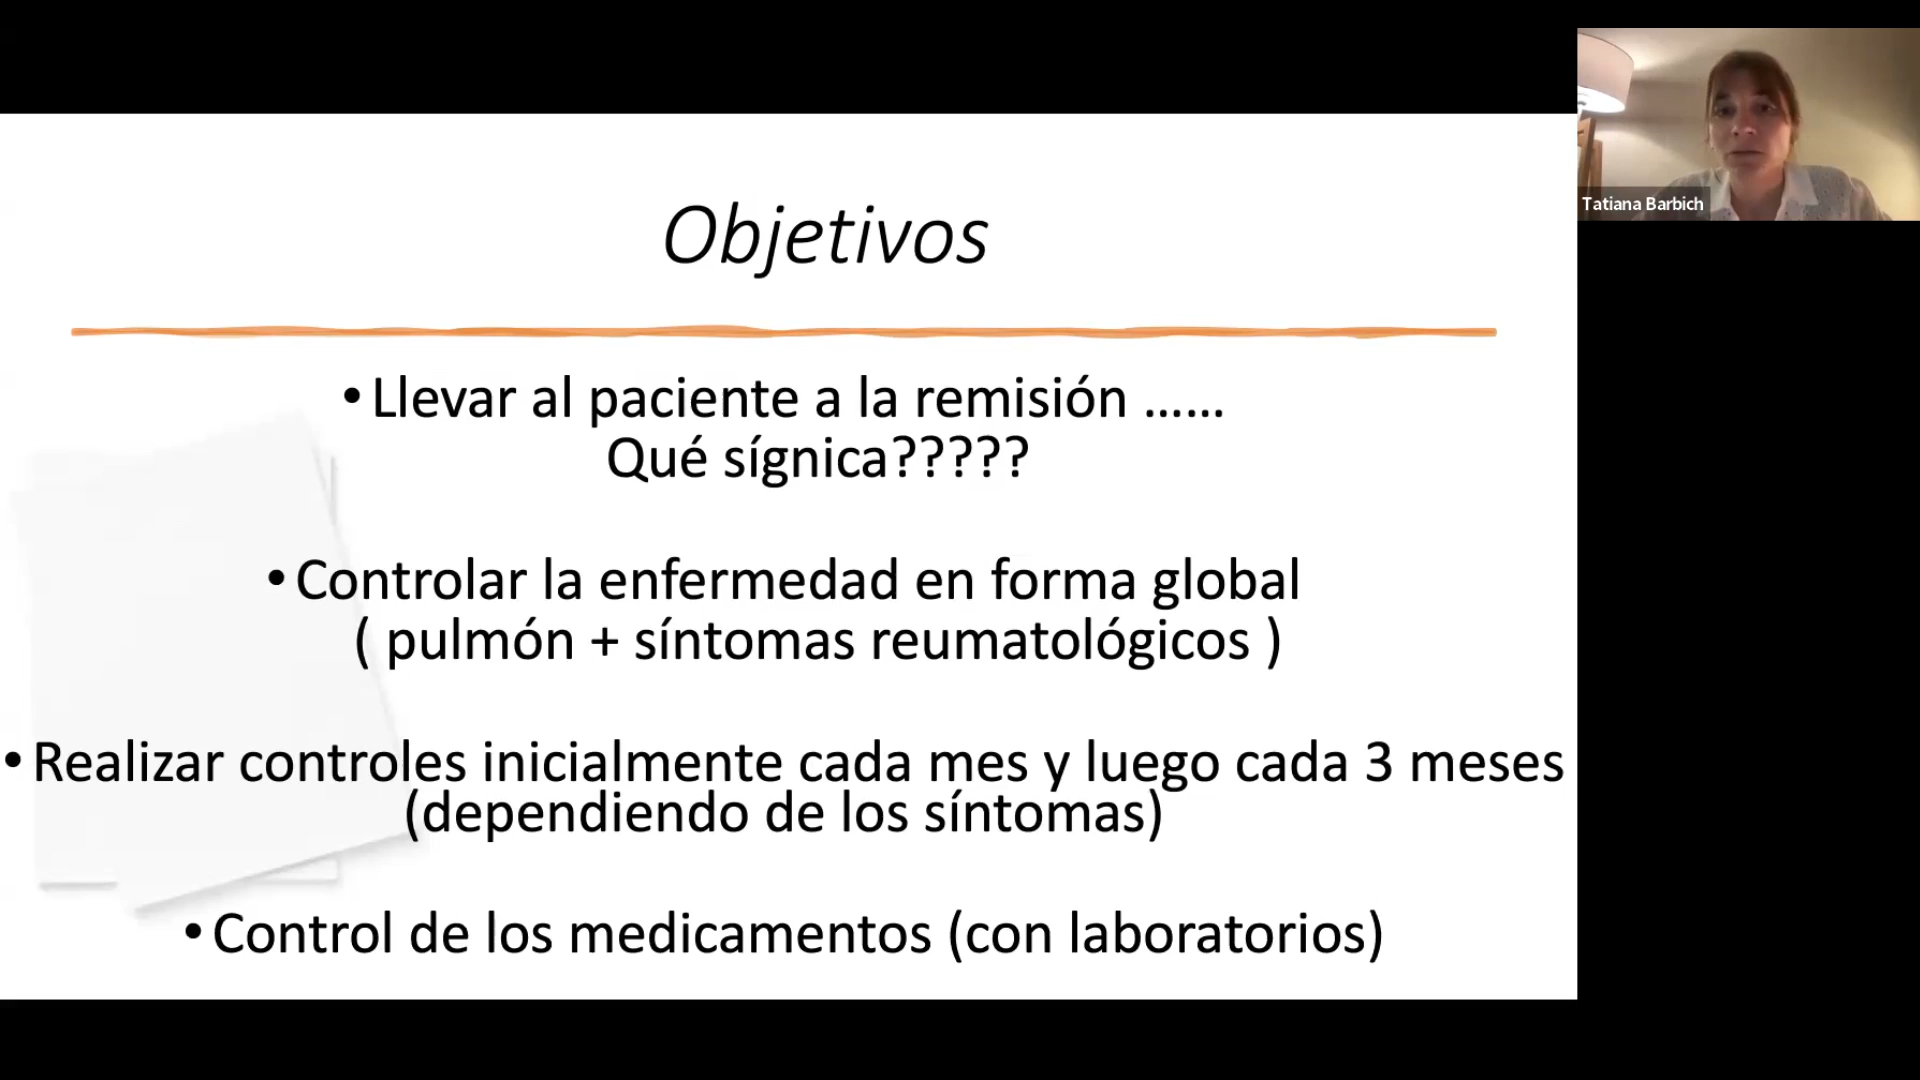 Objetivos
• Llevar al paciente a la remisión ......
Qué sígnica?????
• Controlar la enfermedad en forma global
( pulmón + síntomas reumatológicos )
• Realizar controles inicialmente cada mes y luego cada 3 meses
(dependiendo de los síntomas)
• Control de los medicamentos (con laboratorios)
Tatiana Barbich